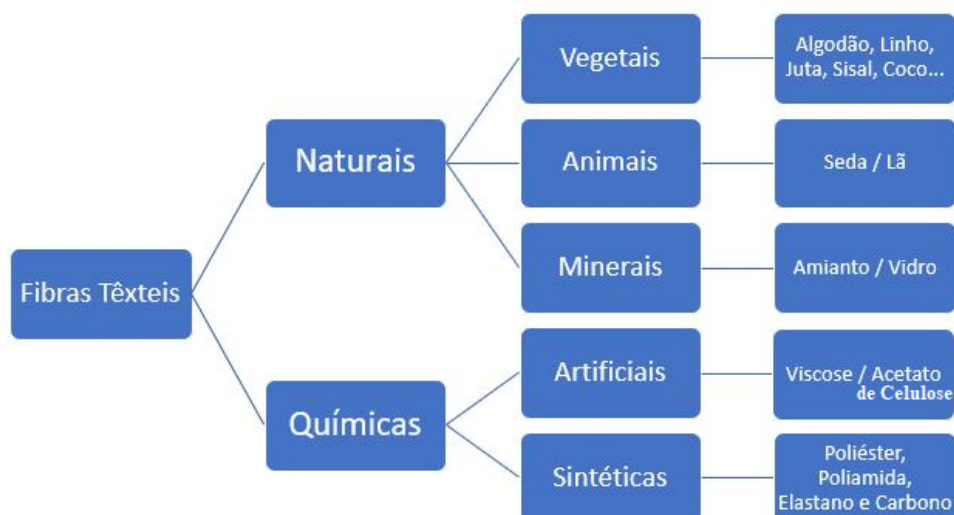 Fibras Têxteis
Naturais
Vegetais
Algodão, Linho,
Juta, Sisal, Coco...
Animais
Seda / Lã
Minerais
Amianto / Vidro
Químicas
Artificiais
Viscose / Acetato
de Celulose
Sintéticas
Poliéster,
Poliamida,
Elastano e Carbono